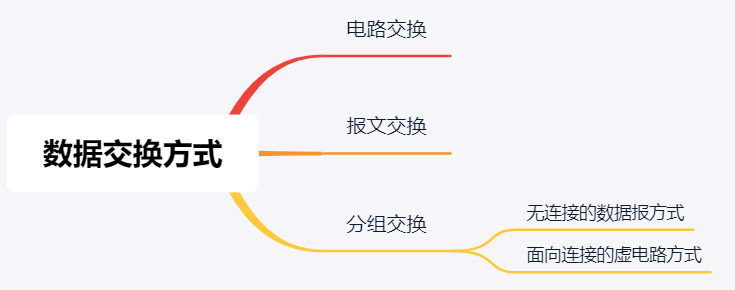 数据交换方式
电路交换
报文交换
分组交换
无连接的数据报方式
面向连接的虚电路方式